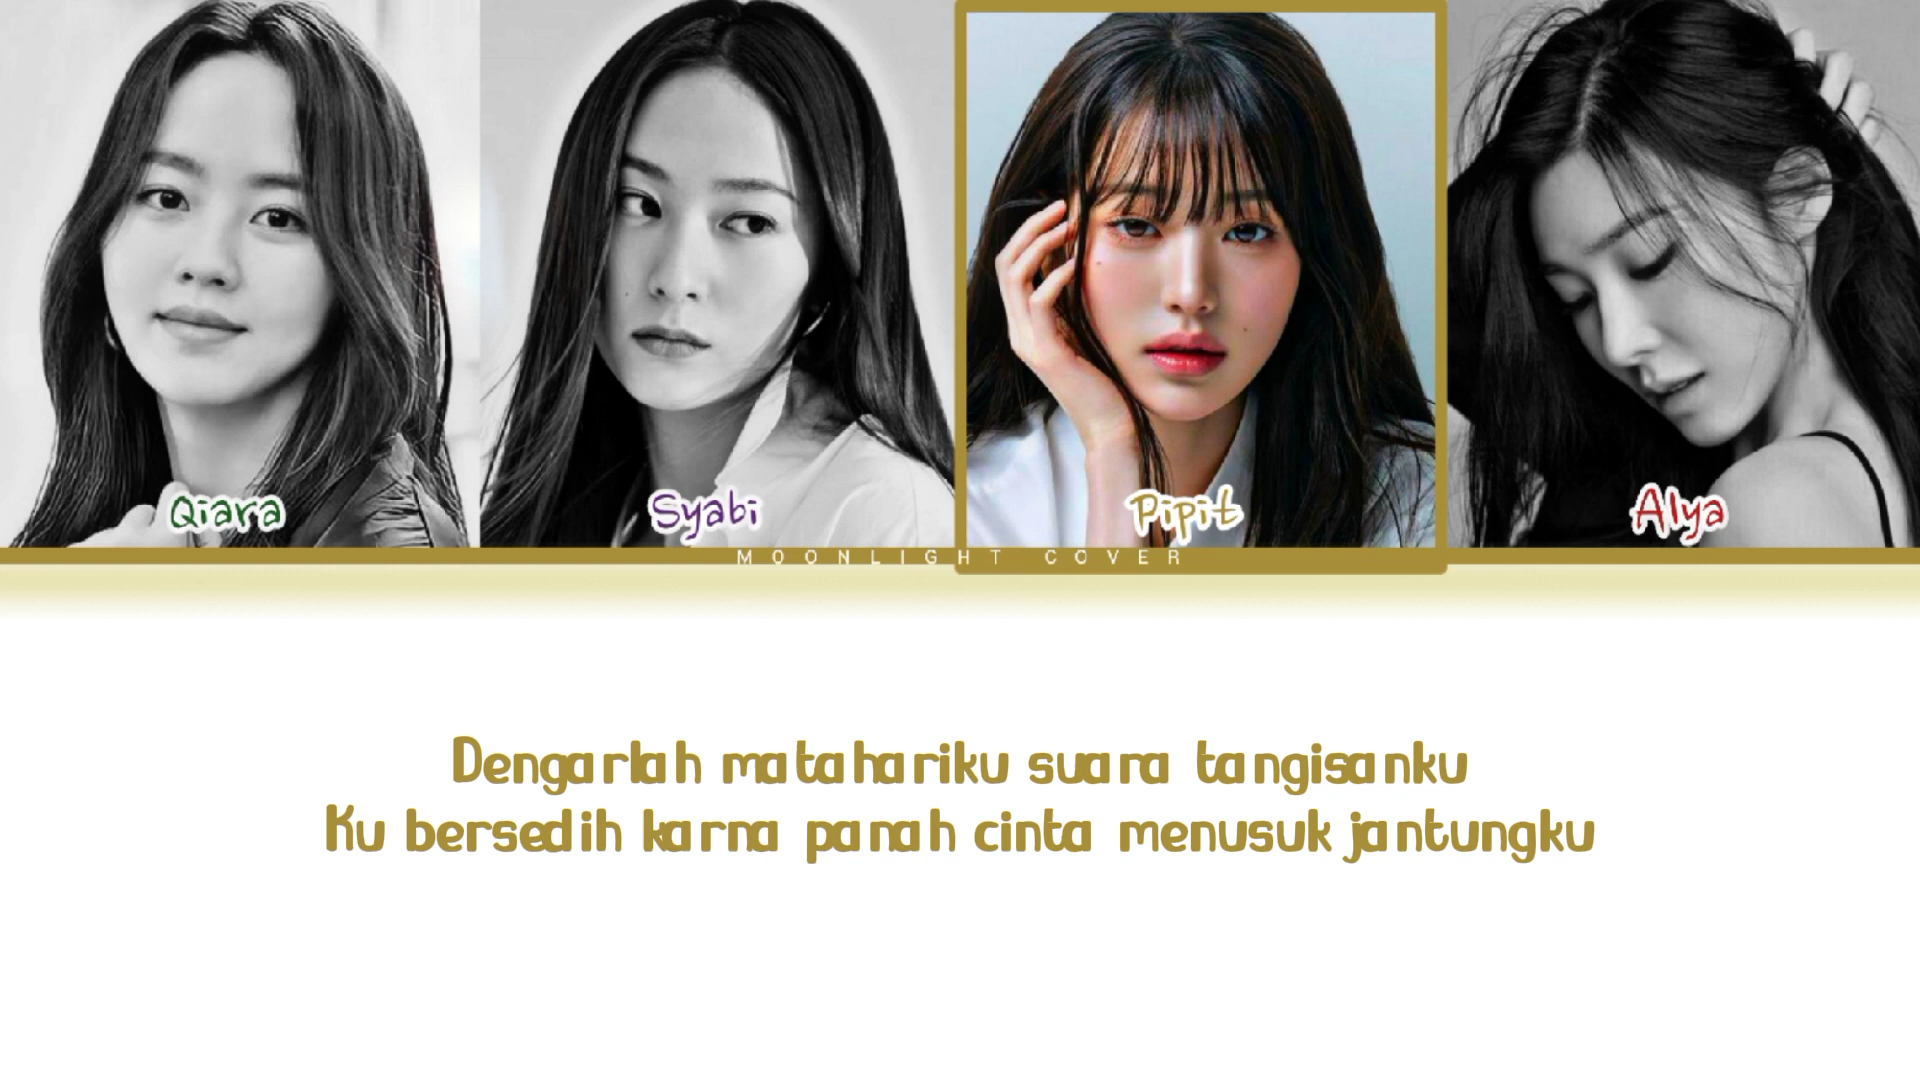 Qiara
Syabi
Pipit
Alya
MOONLIGHT COVER
Dengarlah matahariku suara tangisanku
Ku bersedih karna panah cinta menusuk jantungku